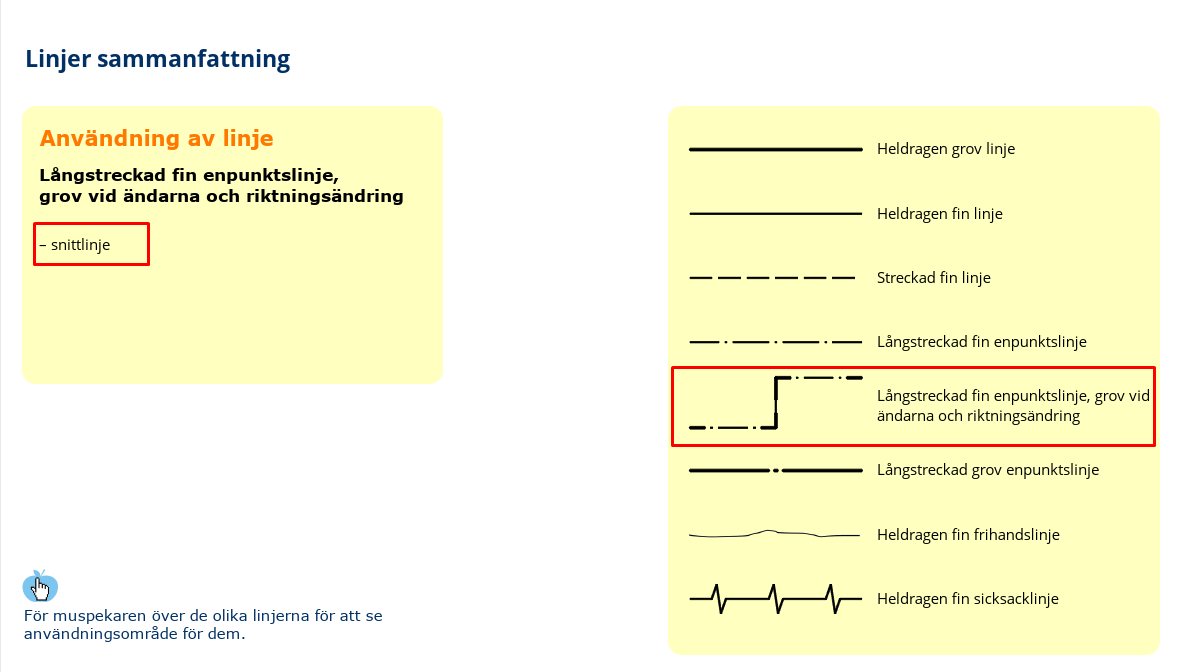 Linjer sammanfattning
Användning av linje
Långstreckad fin enpunktslinje,
grov vid ändarna och riktningsändring
– snittlinje
För muspekaren över de olika linjerna för att se
användningsområde för dem.
Heldragen grov linje
Heldragen fin linje
Streckad fin linje
Långstreckad fin enpunktslinje
Långstreckad fin enpunktslinje, grov vid
ändarna och riktningsändring
Långstreckad grov enpunktslinje
Heldragen fin frihandslinje
Heldragen fin sicksacklinje